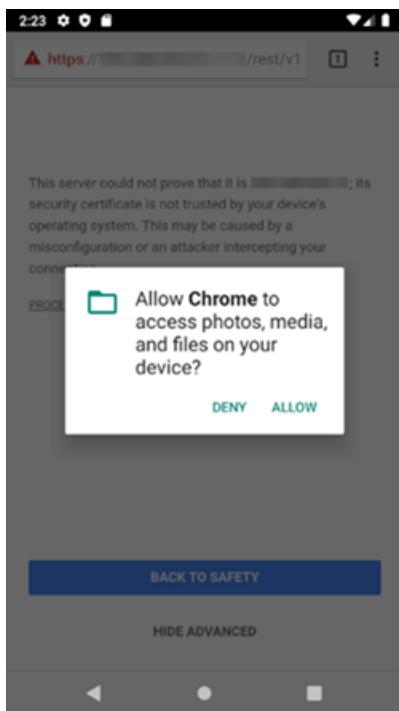 2:23
https:// /rest/v1
1
This server could not prove that it is ; its
security certificate is not trusted by your device's
operating system. This may be caused by a
misconfiguration or an attacker intercepting your
Allow Chrome to
access photos, media,
and files on your
device?
DENY ALLOW
BACK TO SAFETY
HIDE ADVANCED